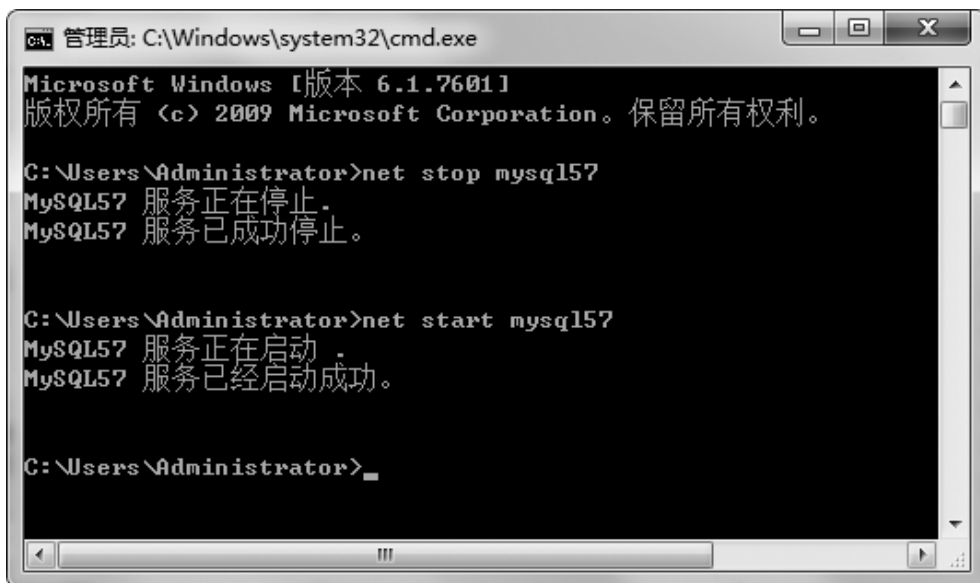 管理员: C:\Windows\system32\cmd.exe
Microsoft Windows [版本 6.1.7601]
版权所有 (c) 2009 Microsoft Corporation。保留所有权利。
C:\Users\Administrator>net stop mysql57
MySQL57 服务正在停止.
MySQL57 服务已成功停止。
C:\Users\Administrator>net start mysql57
MySQL57 服务正在启动 .
MySQL57 服务已经启动成功。
C:\Users\Administrator>